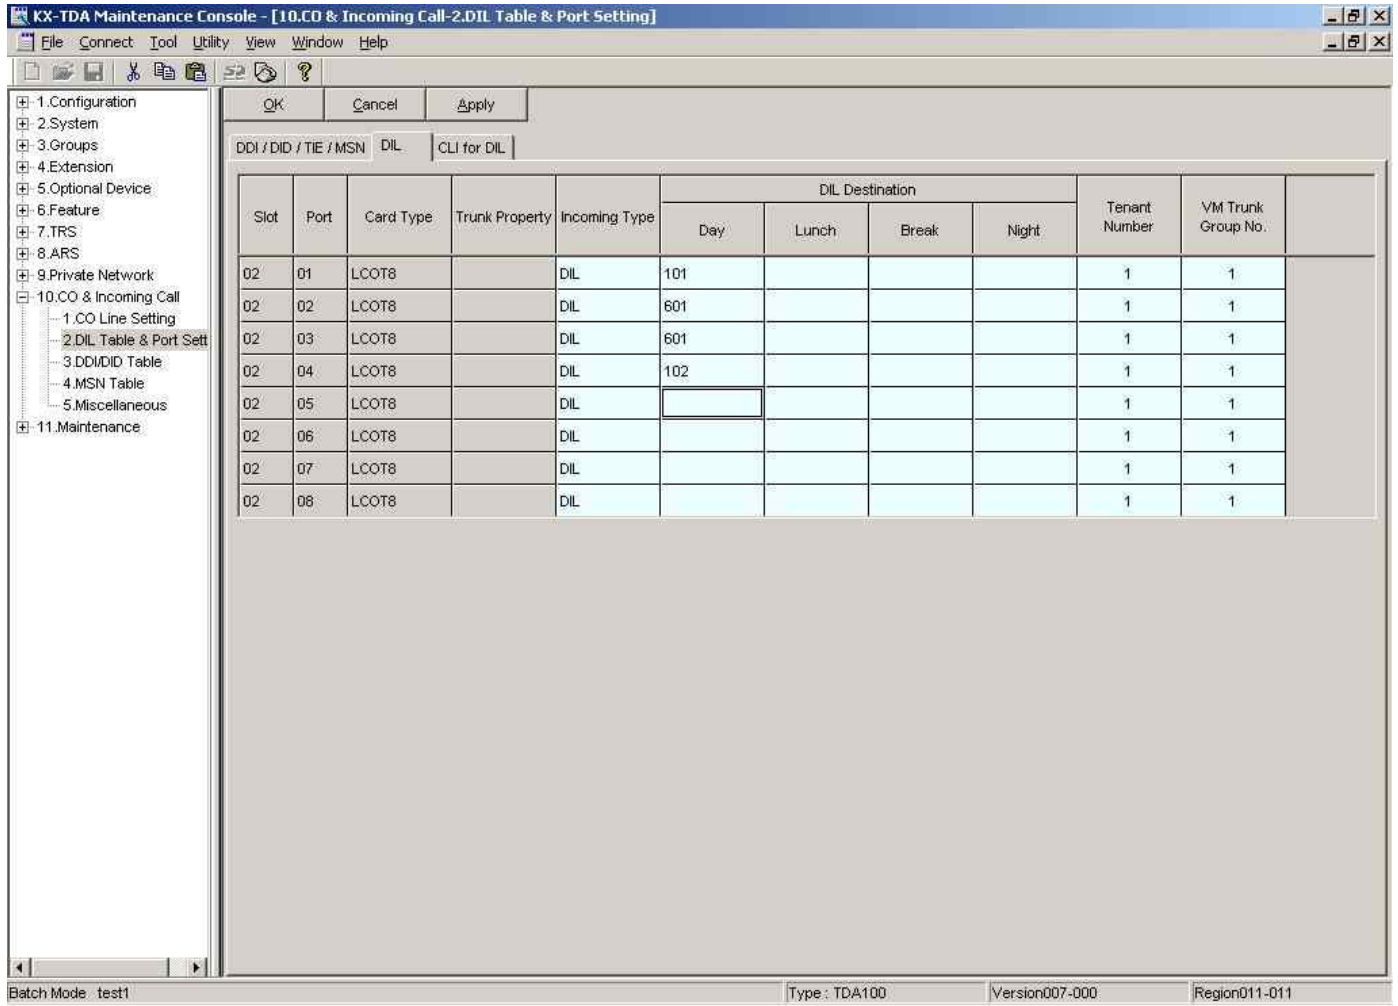 KX-TDA Maintenance Console - [10.CO & Incoming Call-2.DIL Table & Port Setting]
File Connect Tool Utility View Window Help
1.Configuration
2.System
3.Groups
4.Extension
5.Optional Device
6.Feature
7.TRS
8.ARS
9.Private Network
10.CO & Incoming Call
1.CO Line Setting
2.DIL Table & Port Sett
3.DDI/DID Table
4.MSN Table
5.Miscellaneous
11.Maintenance
OK Cancel Apply
DDI / DID / TIE / MSN DIL CLI for DIL
DIL Destination
Slot Port Card Type Trunk Property Incoming Type Day Lunch Break Night Tenant Number VM Trunk Group No.
02 01 LCOT8 DIL 101 1 1
02 02 LCOT8 DIL 601 1 1
02 03 LCOT8 DIL 601 1 1
02 04 LCOT8 DIL 102 1 1
02 05 LCOT8 DIL 1 1
02 06 LCOT8 DIL 1 1
02 07 LCOT8 DIL 1 1
02 08 LCOT8 DIL 1 1
Batch Mode test1 Type : TDA100 Version007-000 Region011-011